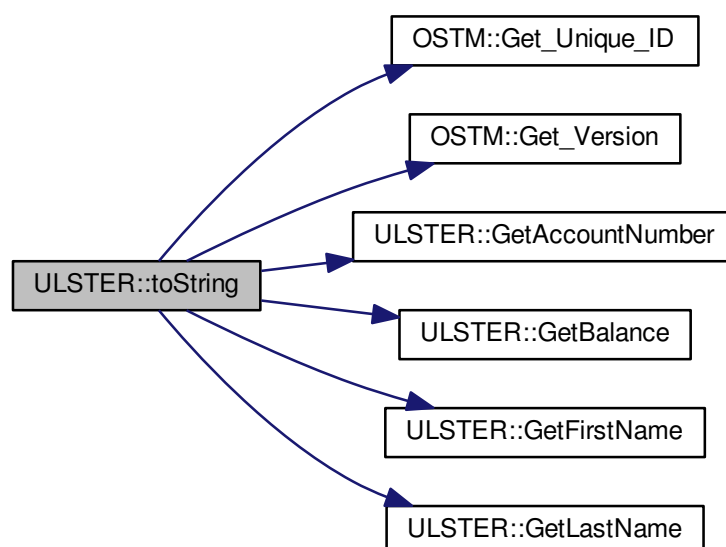 OSTM::Get_Unique_ID
OSTM::Get_Version
ULSTER::GetAccountNumber
ULSTER::toString
ULSTER::GetBalance
ULSTER::GetFirstName
ULSTER::GetLastName